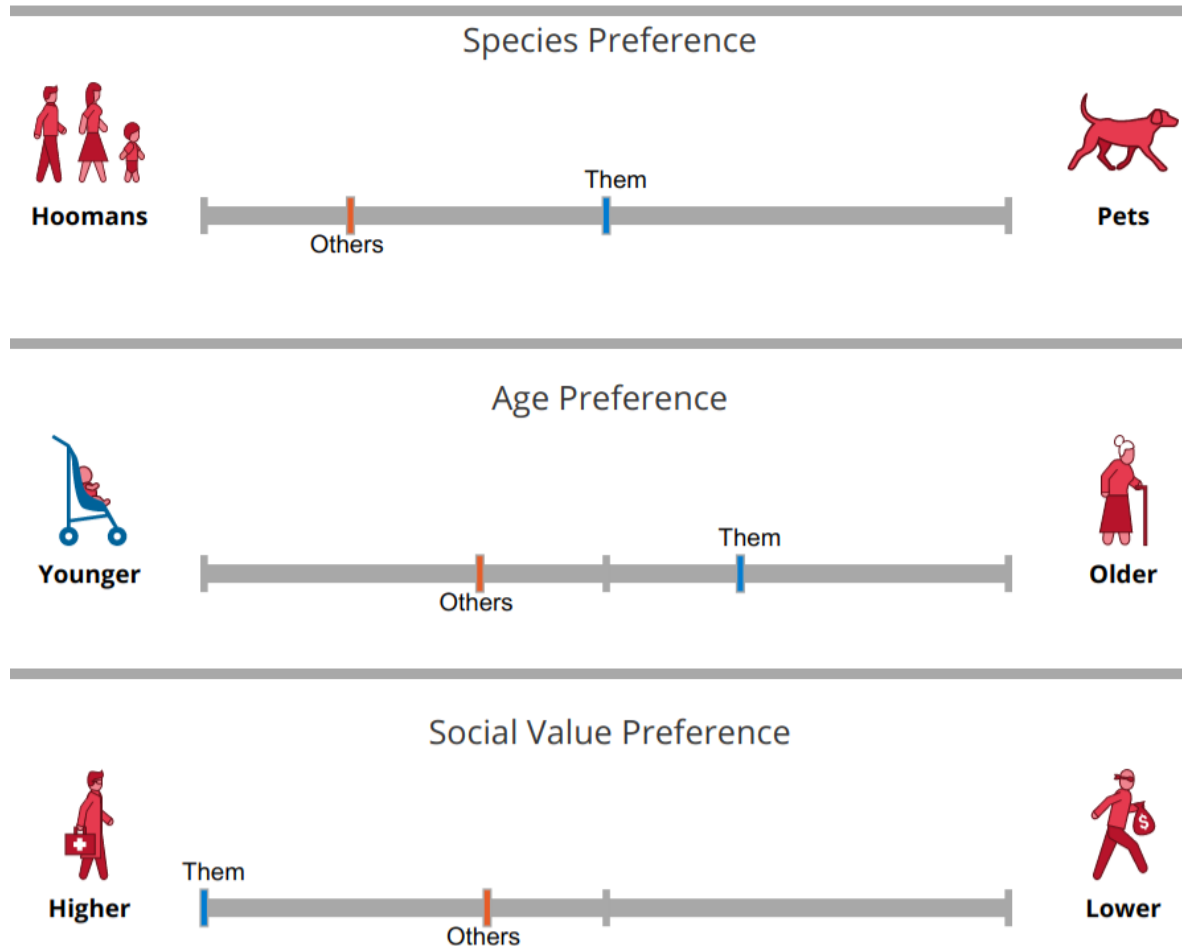 Species Preference
Them
Hoomans
Pets
Others
Age Preference
Them
Younger
Older
Others
Social Value Preference
$
Them
Higher
Lower
Others